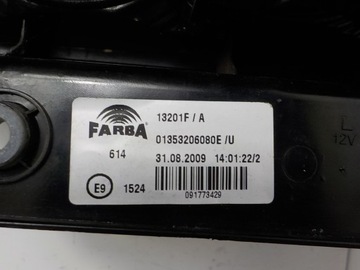 FARBA
13201F / A
01353206080E /U
614
31.08.2009 14:01:22/2
E9
1524
091773429
L
12V